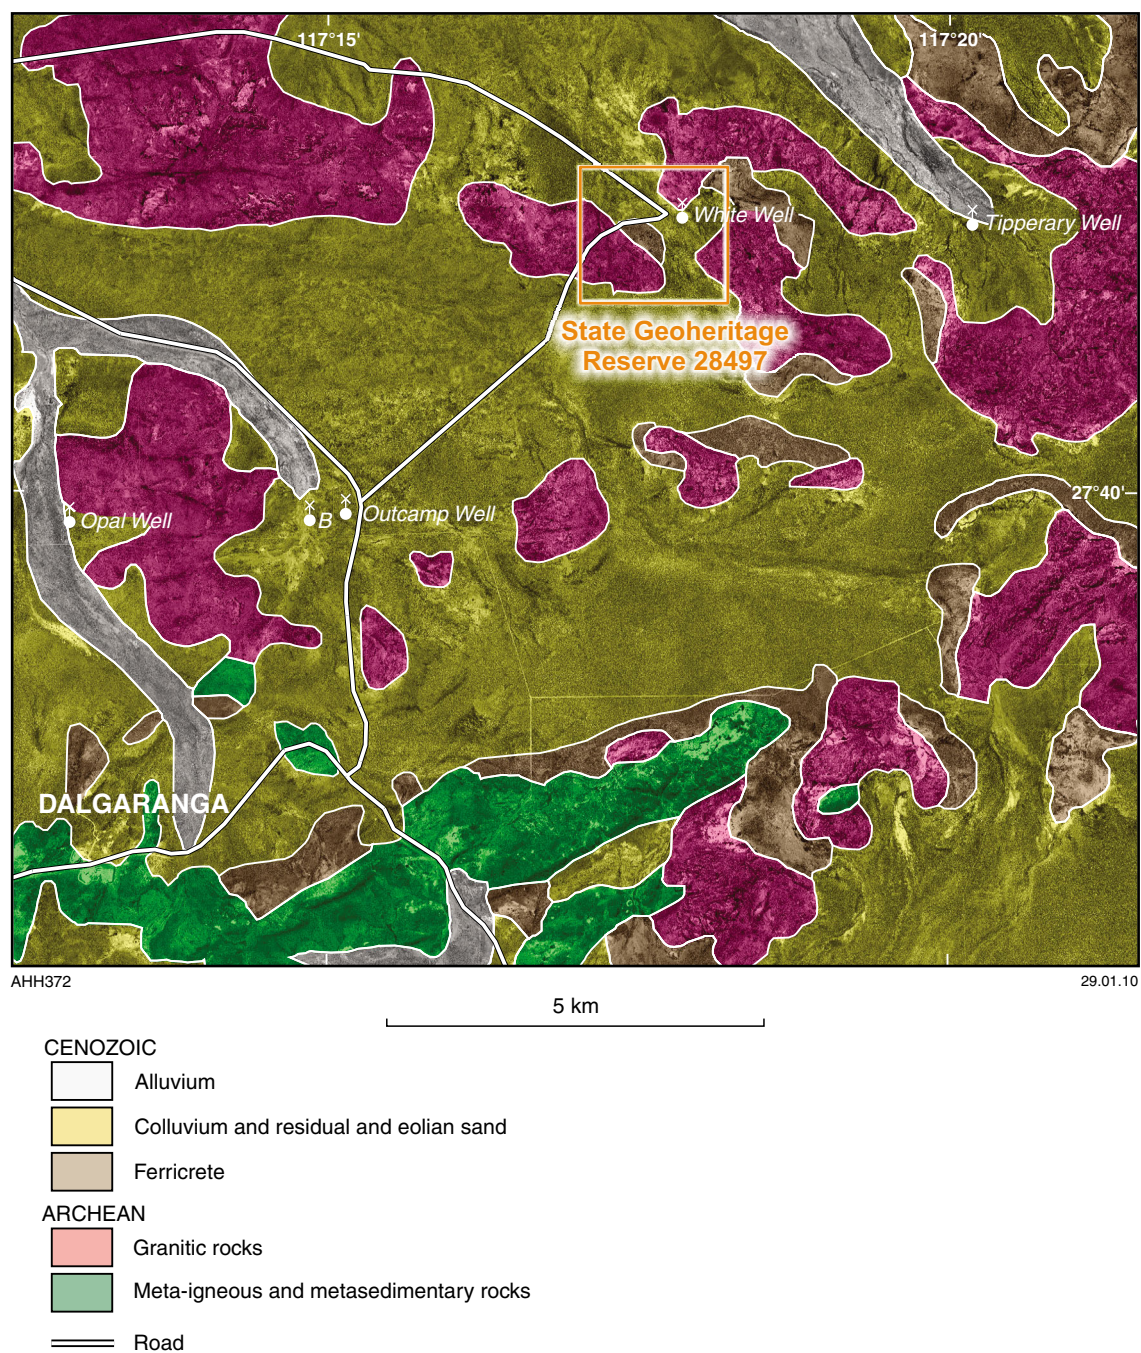 117°15'
117°20'
White Well
Tipperary Well
State Geoheritage
Reserve 28497
27°40'
Opal Well
B
Outcamp Well
DALGARANGA
AHH372
29.01.10
5 km
CENOZOIC
Alluvium
Colluvium and residual and eolian sand
Ferricrete
ARCHEAN
Granitic rocks
Meta-igneous and metasedimentary rocks
Road